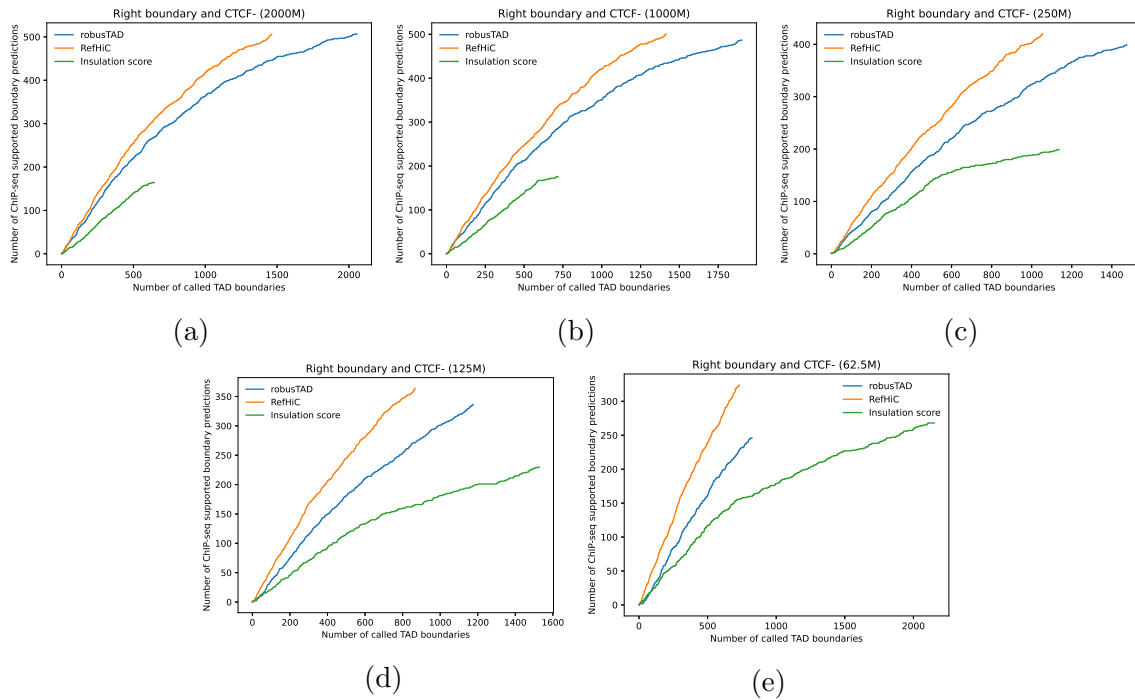 Right boundary and CTCF- (2000M)
Number of ChIP-seq supported boundary predictions
500
400
300
200
100
0
robusTAD
RefHiC
Insulation score
0 500 1000 1500 2000
Number of called TAD boundaries
(a)
Right boundary and CTCF- (1000M)
Number of ChIP-seq supported boundary predictions
500
400
300
200
100
0
robusTAD
RefHiC
Insulation score
0 250 500 750 1000 1250 1500 1750
Number of called TAD boundaries
(b)
Right boundary and CTCF- (250M)
Number of ChIP-seq supported boundary predictions
400
300
200
100
0
robusTAD
RefHiC
Insulation score
0 200 400 600 800 1000 1200 1400
Number of called TAD boundaries
(c)
Right boundary and CTCF- (125M)
Number of ChIP-seq supported boundary predictions
350
300
250
200
150
100
50
0
robusTAD
RefHiC
Insulation score
0 200 400 600 800 1000 1200 1400 1600
Number of called TAD boundaries
(d)
Right boundary and CTCF- (62.5M)
Number of ChIP-seq supported boundary predictions
300
250
200
150
100
50
0
robusTAD
RefHiC
Insulation score
0 500 1000 1500 2000
Number of called TAD boundaries
(e)